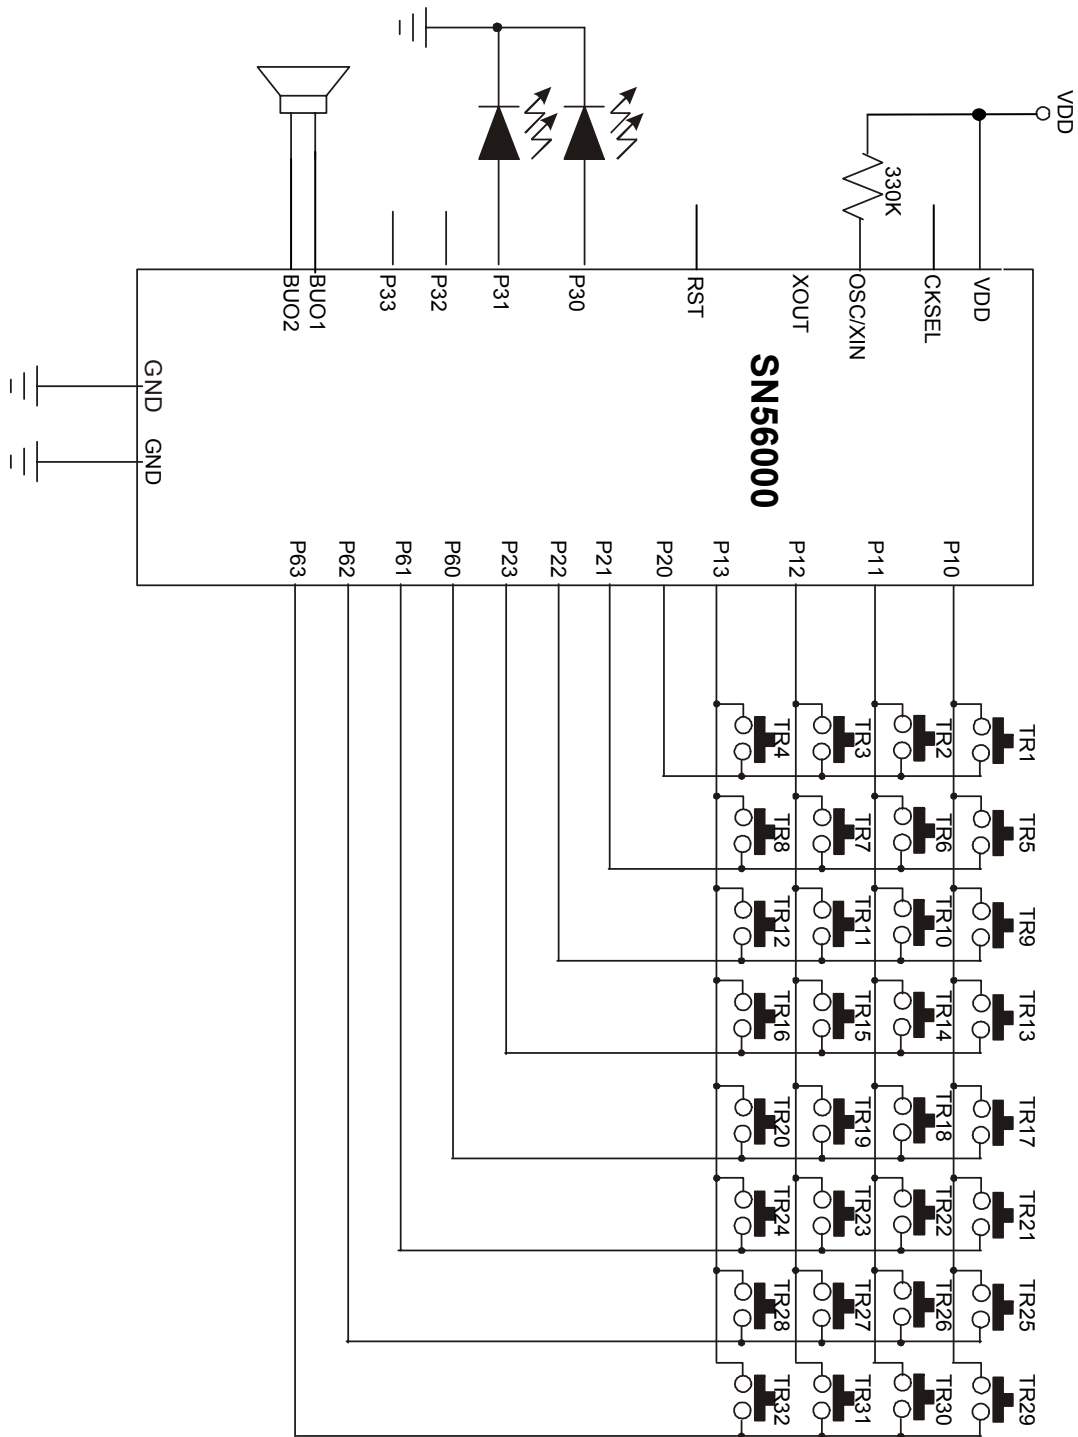 VDD
330K
VDD
CKSEL
OSC/XIN
XOUT
RST
P30
P31
P32
P33
BUO1
BUO2
SN56000
GND
GND
P10
P11
P12
P13
P20
P21
P22
P23
P60
P61
P62
P63
TR1
TR2
TR3
TR4
TR5
TR6
TR7
TR8
TR9
TR10
TR11
TR12
TR13
TR14
TR15
TR16
TR17
TR18
TR19
TR20
TR21
TR22
TR23
TR24
TR25
TR26
TR27
TR28
TR29
TR30
TR31
TR32